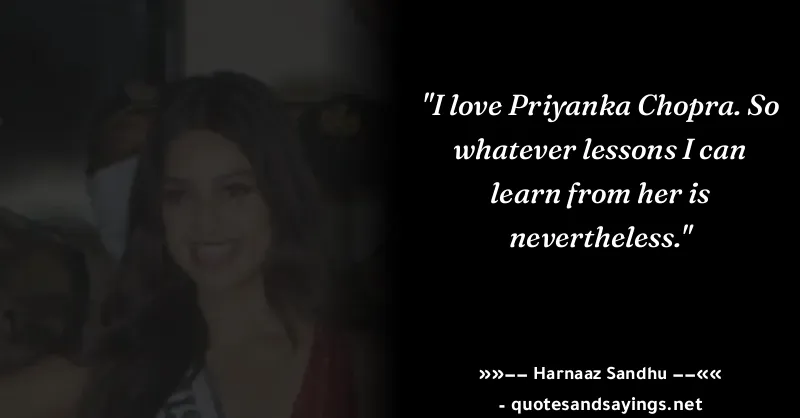 "I love Priyanka Chopra. So
whatever lessons I can
learn from her is
nevertheless."
»»−− Harnaaz Sandhu −−««
- quotesandsayings.net